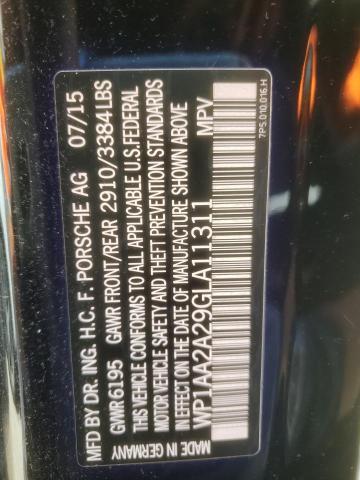 MFD BY DR. ING. H.C. F. PORSCHE AG 07/15
GWR 6195 GAWR FRONT/REAR 2910/3384 LBS
THIS VEHICLE CONFORMS TO ALL APPLICABLE U.S. FEDERAL
MOTOR VEHICLE SAFETY AND THEFT PREVENTION STANDARDS
IN EFFECT ON THE DATE OF MANUFACTURE SHOWN ABOVE
WP1AA2A29GLA11311 MPV
MADE IN GERMANY
7P5.010.016.H